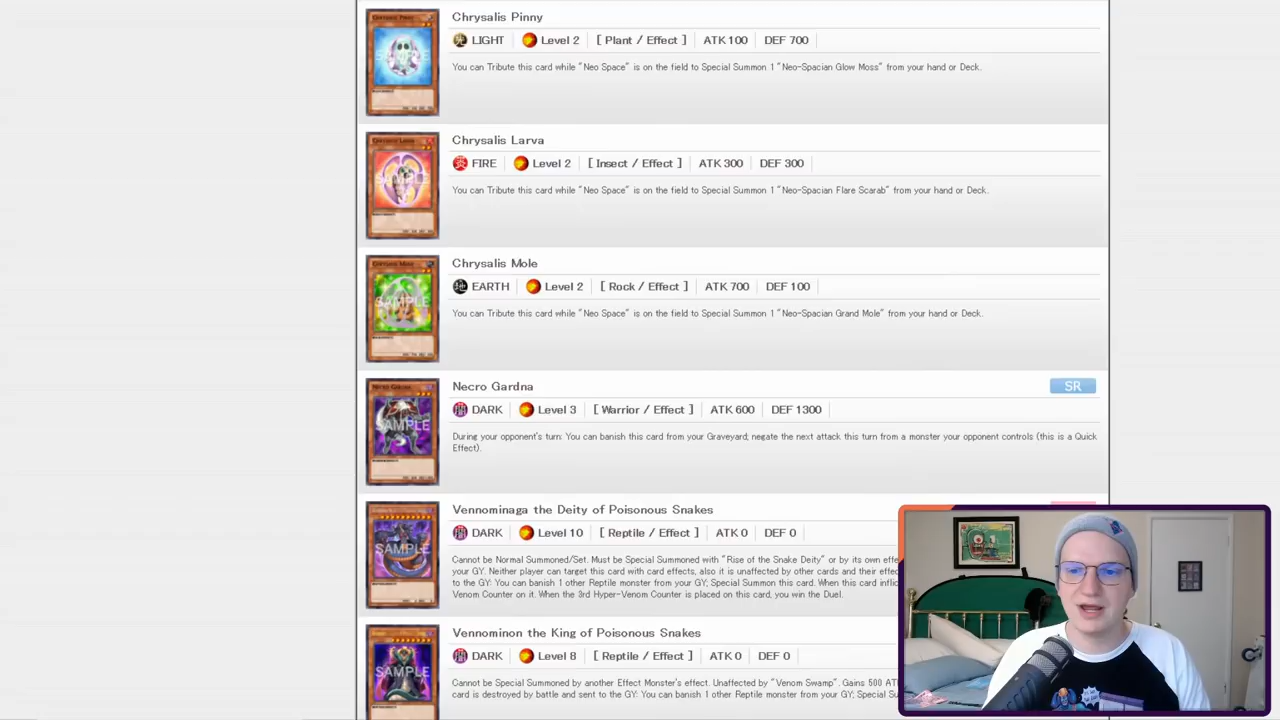 Chrysalis Pinny
LIGHT Level 2 [ Plant / Effect ] ATK 100 DEF 700
You can Tribute this card while "Neo Space" is on the field to Special Summon 1 "Neo-Spacian Glow Moss" from your hand or Deck.
Chrysalis Larva
FIRE Level 2 [ Insect / Effect ] ATK 300 DEF 300
You can Tribute this card while "Neo Space" is on the field to Special Summon 1 "Neo-Spacian Flare Scarab" from your hand or Deck.
SAMPLE
Chrysalis Mole
EARTH Level 2 [ Rock / Effect ] ATK 700 DEF 100
You can Tribute this card while "Neo Space" is on the field to Special Summon 1 "Neo-Spacian Grand Mole" from your hand or Deck.
SAMPLE
Necro Gardna
SR
DARK Level 3 [ Warrior / Effect ] ATK 600 DEF 1300
During your opponent's turn: You can banish this card from your Graveyard; negate the next attack this turn from a monster your opponent controls (this is a Quick
Effect).
SAMPLE
Vennominaga the Deity of Poisonous Snakes
DARK Level 10 [ Reptile / Effect ] ATK 0 DEF 0
Cannot be Normal Summoned/Set. Must be Special Summoned with "Rise of the Snake Deity" or by its own effe
your GY. Neither player can target this card with card effects, also it is unaffected by other cards and their effe
to the GY: You can banish 1 other Reptile monster from your GY; Special Summon this card. If this card inflic
Venom Counter on it. When the 3rd Hyper-Venom Counter is placed on this card, you win the Duel.
SAMPLE
Vennominon the King of Poisonous Snakes
DARK Level 8 [ Reptile / Effect ] ATK 0 DEF 0
Cannot be Special Summoned by another Effect Monster's effect. Unaffected by "Venom Swamp". Gains 500 AT
card is destroyed by battle and sent to the GY: You can banish 1 other Reptile monster from your GY; Special Su
SAMPLE